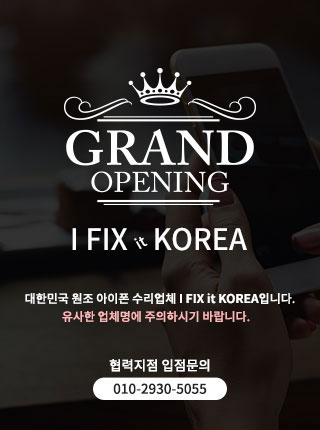 GRAND
OPENING
I FIX it KOREA
대한민국 원조 아이폰 수리업체 I FIX it KOREA입니다.
유사한 업체명에 주의하시기 바랍니다.
협력지점 입점문의
010-2930-5055